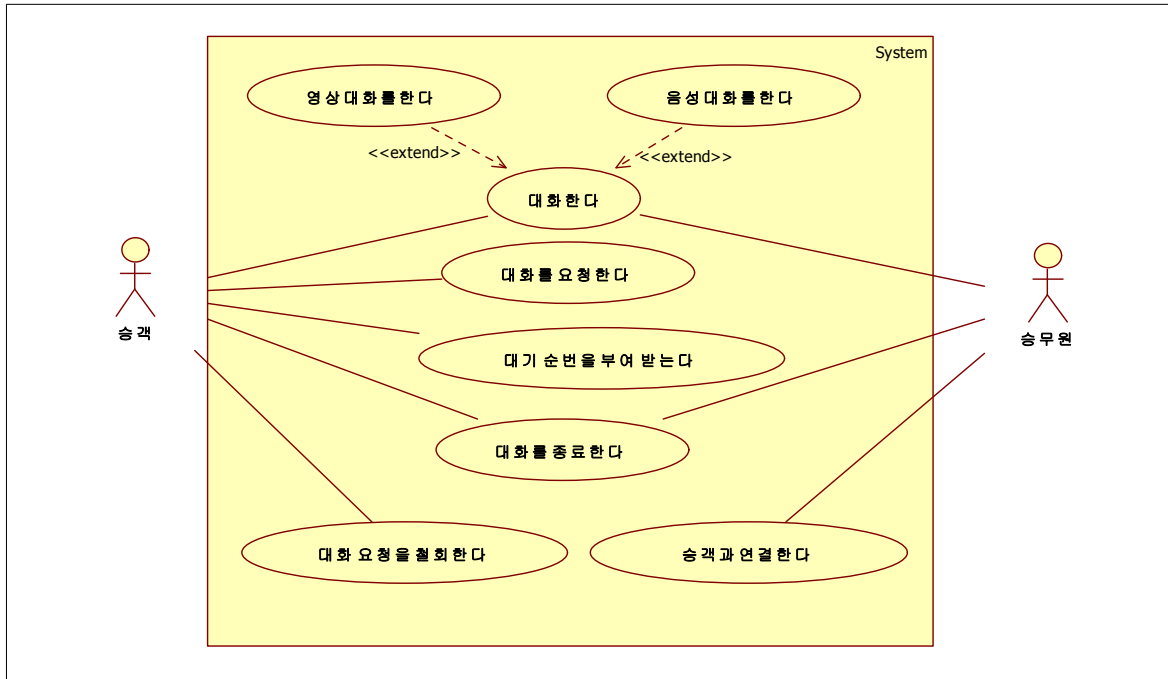 System
영상대화를한다
음성대화를한다
<<extend>>
<<extend>>
대화한다
대화를요청한다
승객
승무원
대기 순번을부여 받는다
대화를종료한다
대화 요청을철회한다
승객과연결한다